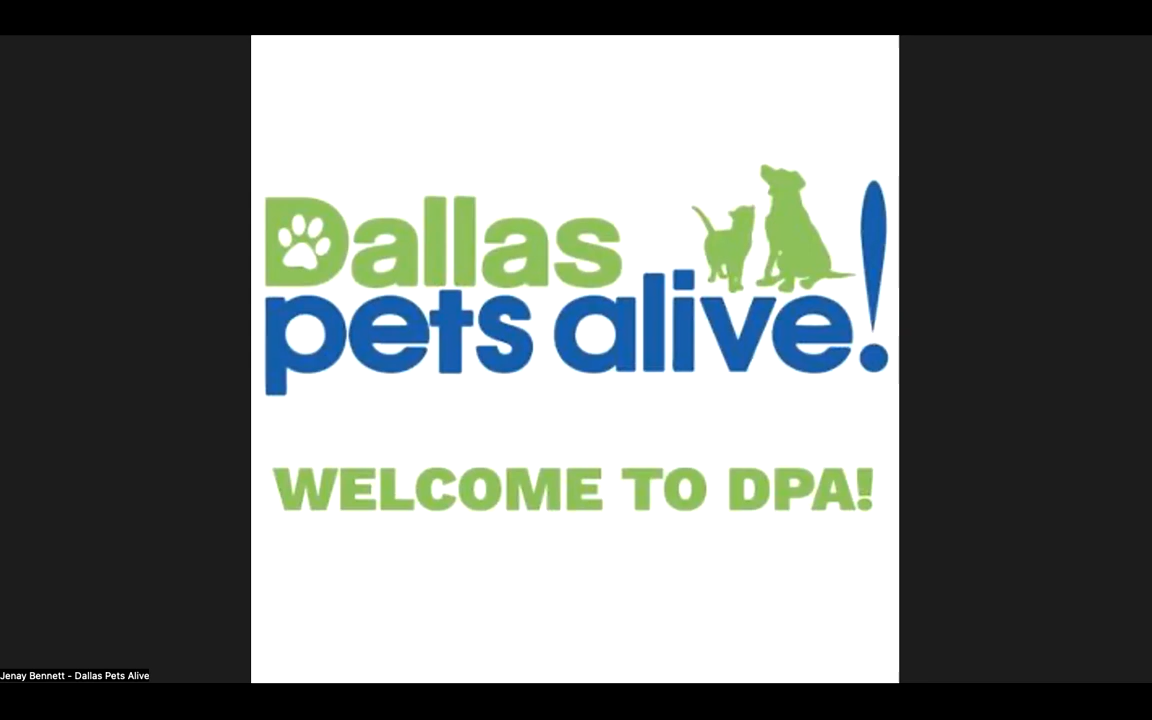 Dallas
pets alive!
WELCOME TO DPA!
Jenay Bennett - Dallas Pets Alive